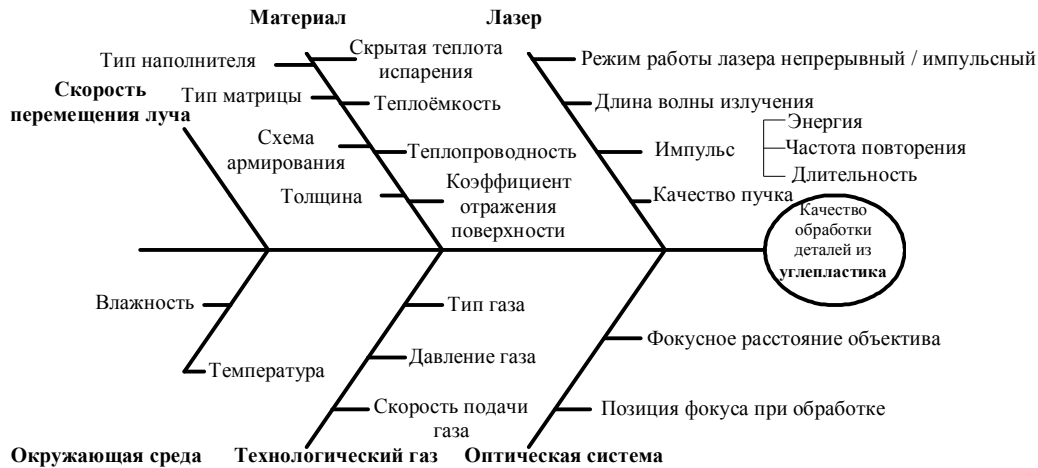 Материал
Лазер
Скрытая теплота
испарения
Тип наполнителя
Режим работы лазера непрерывный / импульсный
Скорость
перемещения луча
Тип матрицы
Теплоёмкость
Длина волны излучения
Энергия
Схема
армирования
Теплопроводность
Импульс
Частота повторения
Длительность
Толщина
Коэффициент
отражения
поверхности
Качество пучка
Качество
обработки
деталей из
углепластика
Влажность
Тип газа
Фокусное расстояние объектива
Температура
Давление газа
Скорость подачи
газа
Позиция фокуса при обработке
Окружающая среда
Технологический газ
Оптическая система